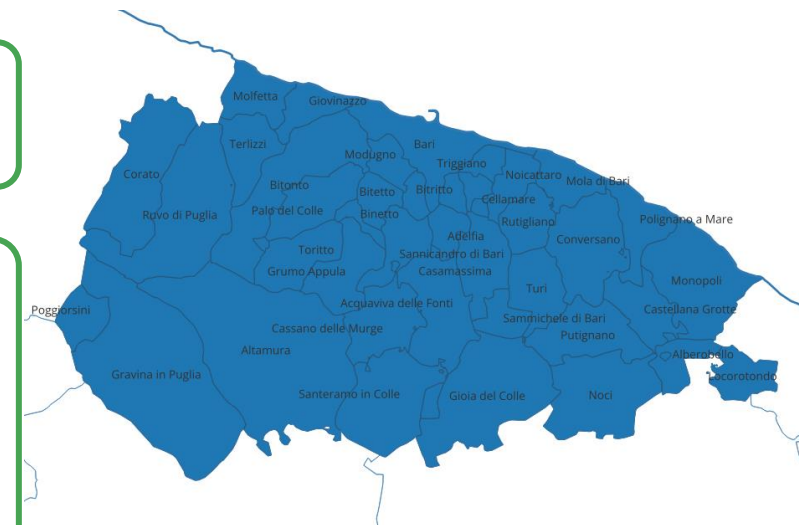 Molfetta
Giovinazzo
Terlizzi
Bari
Modugno
Triggiano
Corato
Noicattaro
Mola di Bari
Bitonto
Bitetto
Bitritto
Cellamare
Ruvo di Puglia
Palo del Colle
Binetto
Rutigliano
Polignano a Mare
Adelfia
Conversano
Toritto
Sannicandro di Bari
Grumo Appula
Casamassima
Monopoli
Turi
Poggiorsini
Acquaviva delle Fonti
Castellana Grotte
Sammichele di Bari
Cassano delle Murge
Putignano
Altamura
Alberobello
Gravina in Puglia
Locorotondo
Santeramo in Colle
Gioia del Colle
Noci